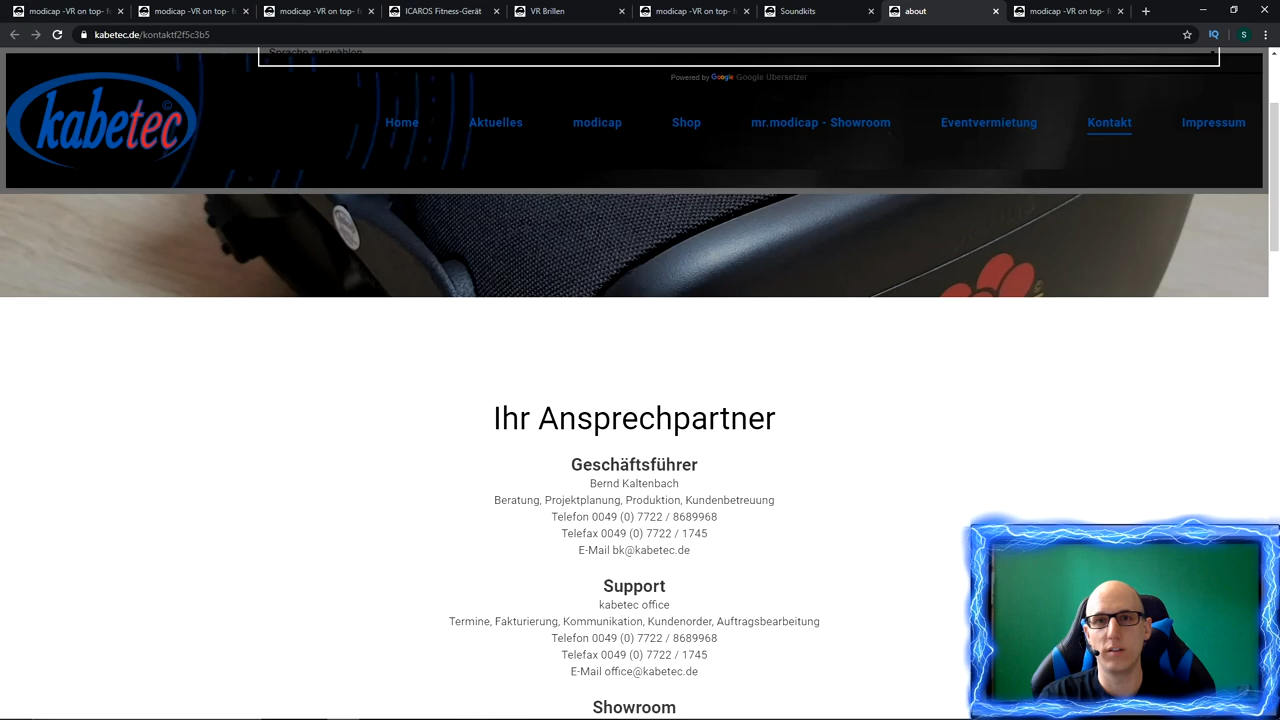 modicap -VR on top- f
modicap -VR on top- f
modicap -VR on top- f
ICAROS Fitness-Gerät
VR Brillen
modicap -VR on top- f
Soundkits
about
modicap -VR on top- f
kabetec.de/kontaktf2f5c3b5
IQ
S
Sprache auswählen
Powered by Google Google Übersetzer
kabetec©
Home
Aktuelles
modicap
Shop
mr.modicap - Showroom
Eventvermietung
Kontakt
Impressum
Ihr Ansprechpartner
Geschäftsführer
Bernd Kaltenbach
Beratung, Projektplanung, Produktion, Kundenbetreuung
Telefon 0049 (0) 7722 / 8689968
Telefax 0049 (0) 7722 / 1745
E-Mail bk@kabetec.de
Support
kabetec office
Termine, Fakturierung, Kommunikation, Kundenorder, Auftragsbearbeitung
Telefon 0049 (0) 7722 / 8689968
Telefax 0049 (0) 7722 / 1745
E-Mail office@kabetec.de
Showroom